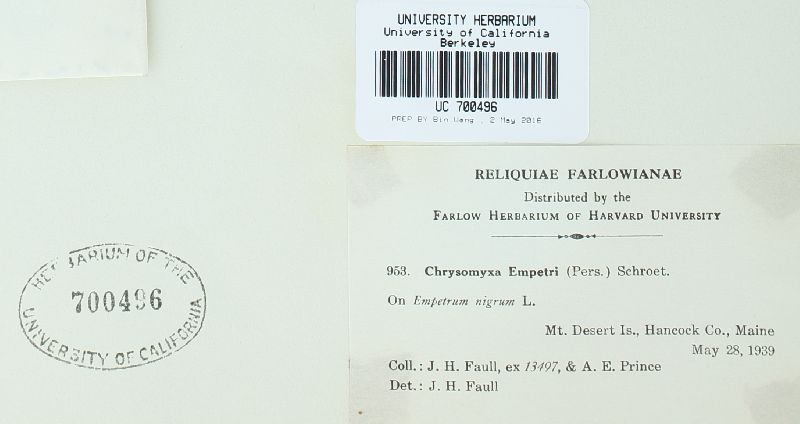 UNIVERSITY HERBARIUM
University of California
Berkeley
UC 700496
PREP BY Bin Wang , 2 May 2016
RELIQUIAE FARLOWIANAE
Distributed by the
FARLOW HERBARIUM OF HARVARD UNIVERSITY
953. Chrysomyxa Empetri (Pers.) Schroet.
On Empetrum nigrum L.
Mt. Desert Is., Hancock Co., Maine
May 28, 1939
Coll.: J. H. Faull, ex 13497, & A. E. Prince
Det.: J. H. Faull
HERBARIUM OF THE
700496
UNIVERSITY OF CALIFORNIA